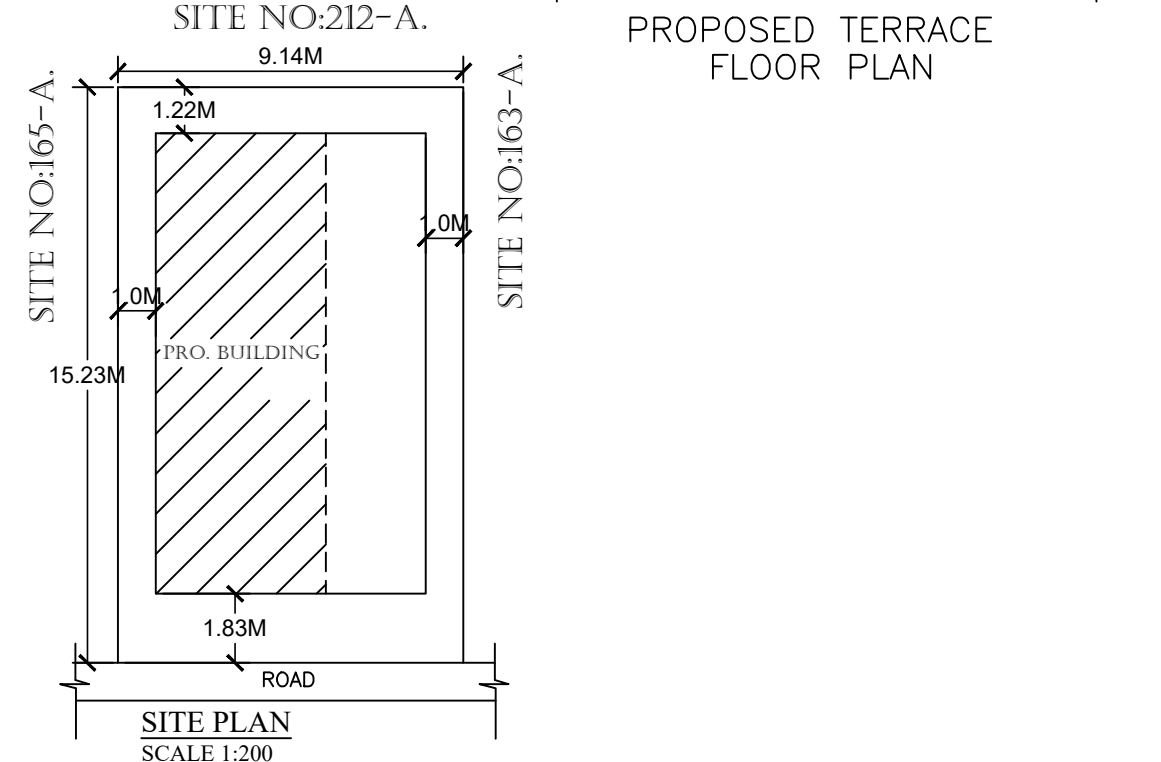 SITE NO:212-A.
PROPOSED TERRACE
FLOOR PLAN
9.14M
SITE NO:165-A.
SITE NO:163-A.
1.22M
1.0M
1.0M
PRO. BUILDING
15.23M
1.83M
ROAD
SITE PLAN
SCALE 1:200